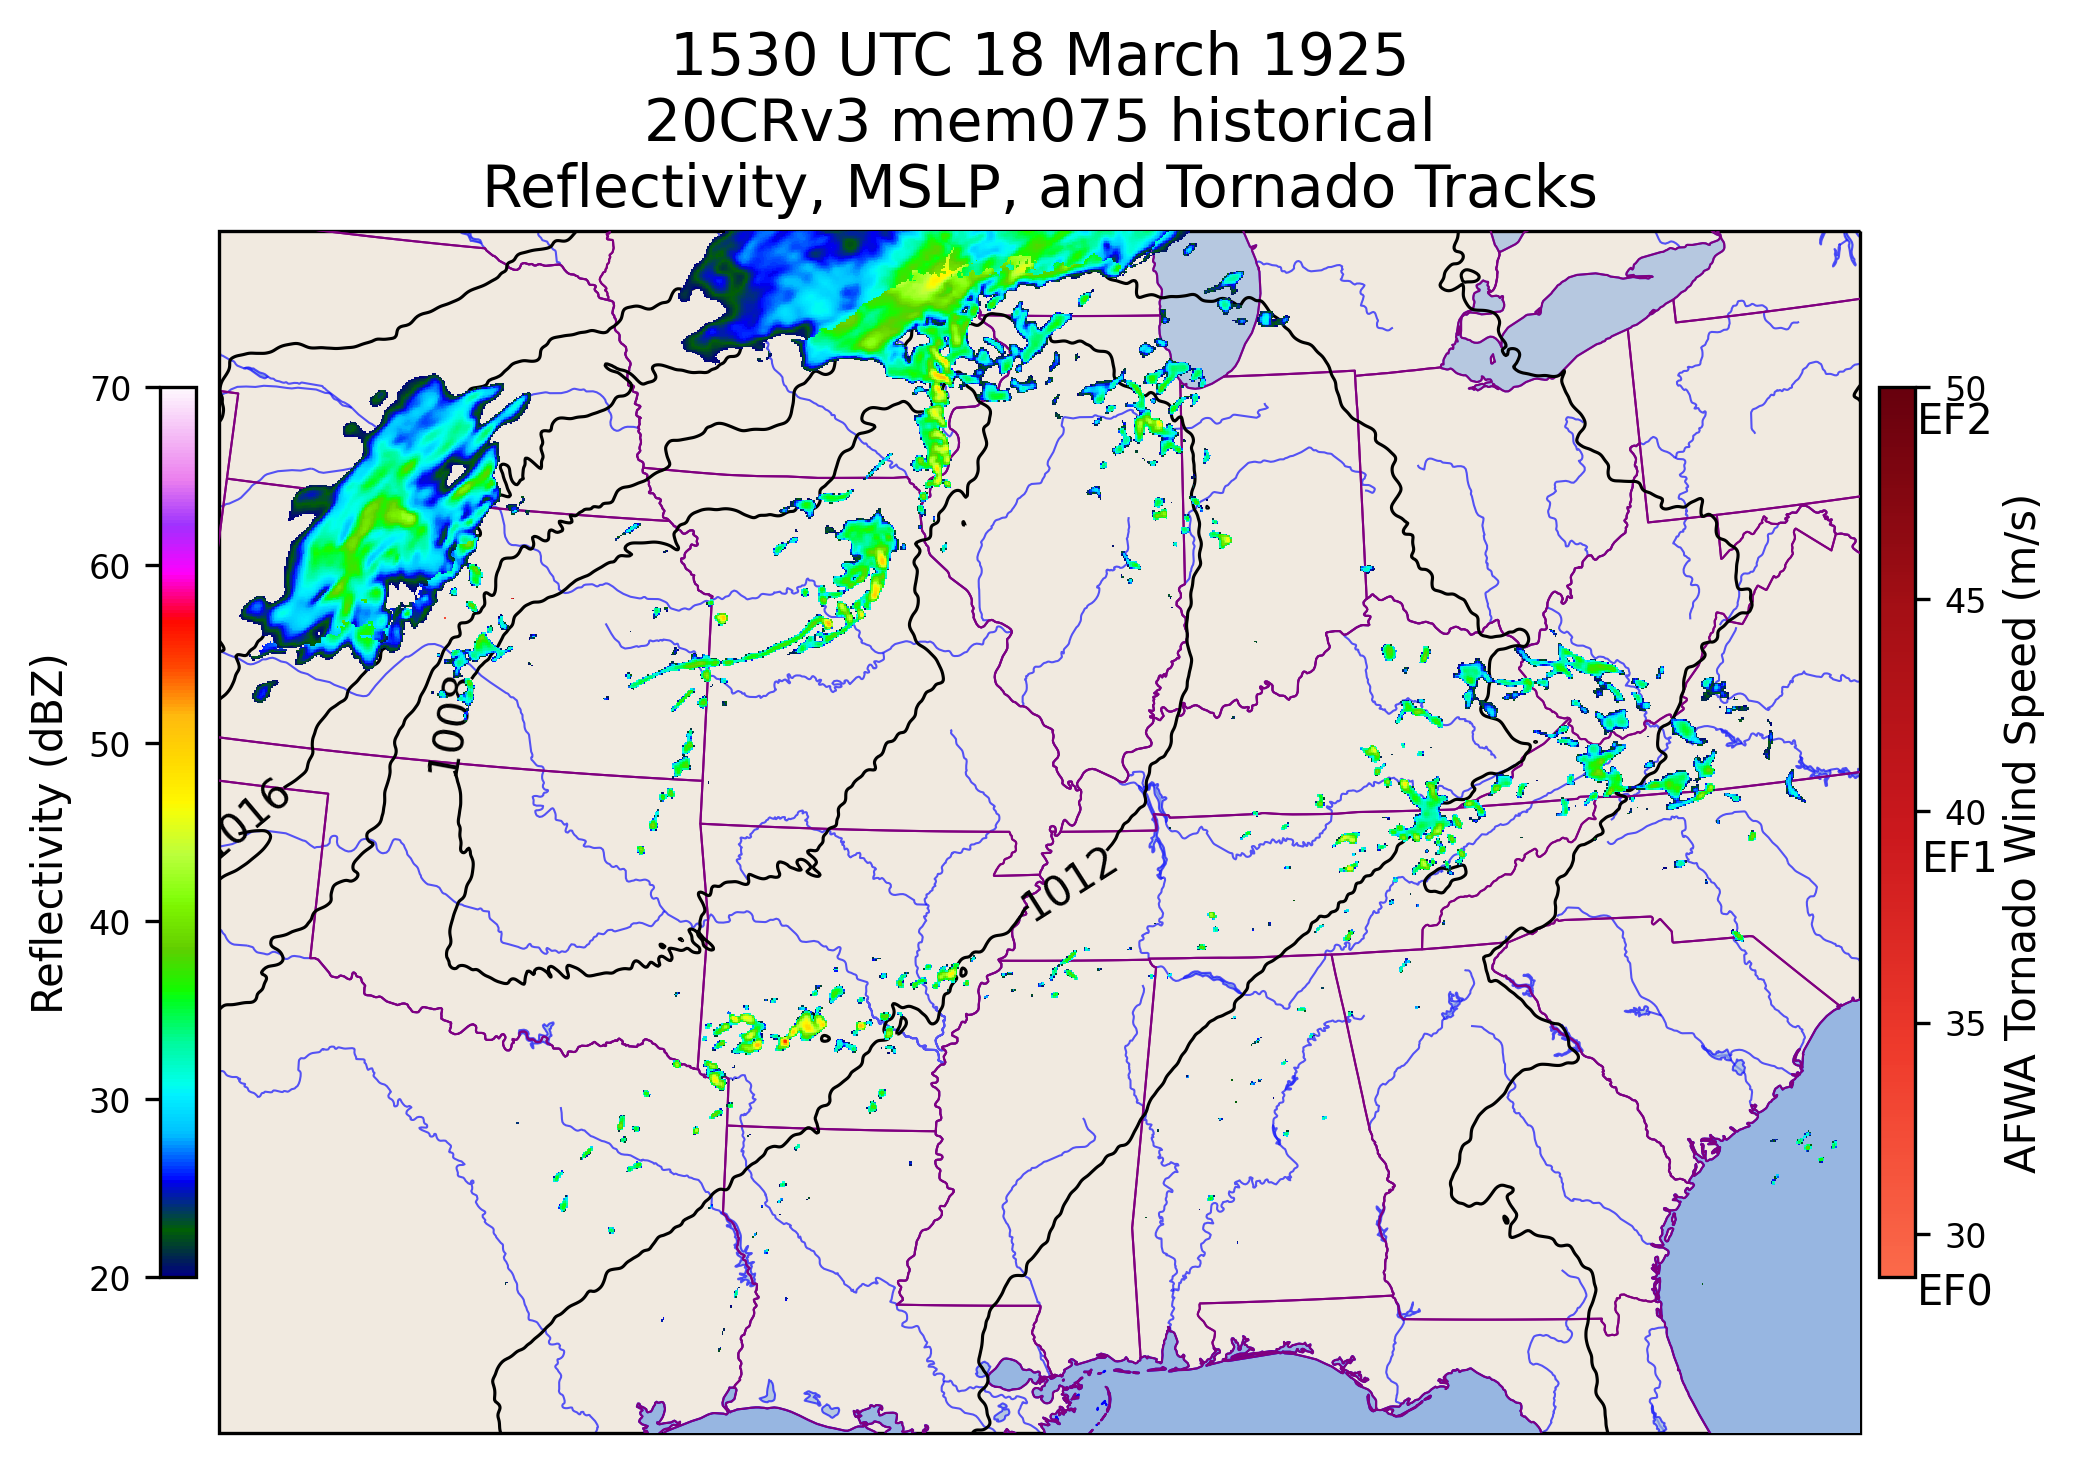 1530 UTC 18 March 1925
20CRv3 mem075 historical
Reflectivity, MSLP, and Tornado Tracks
Reflectivity (dBZ)
70
60
50
40
30
20
1008
1016
1012
50
EF2
45
40
EF1
35
30
EF0
AFWA Tornado Wind Speed (m/s)